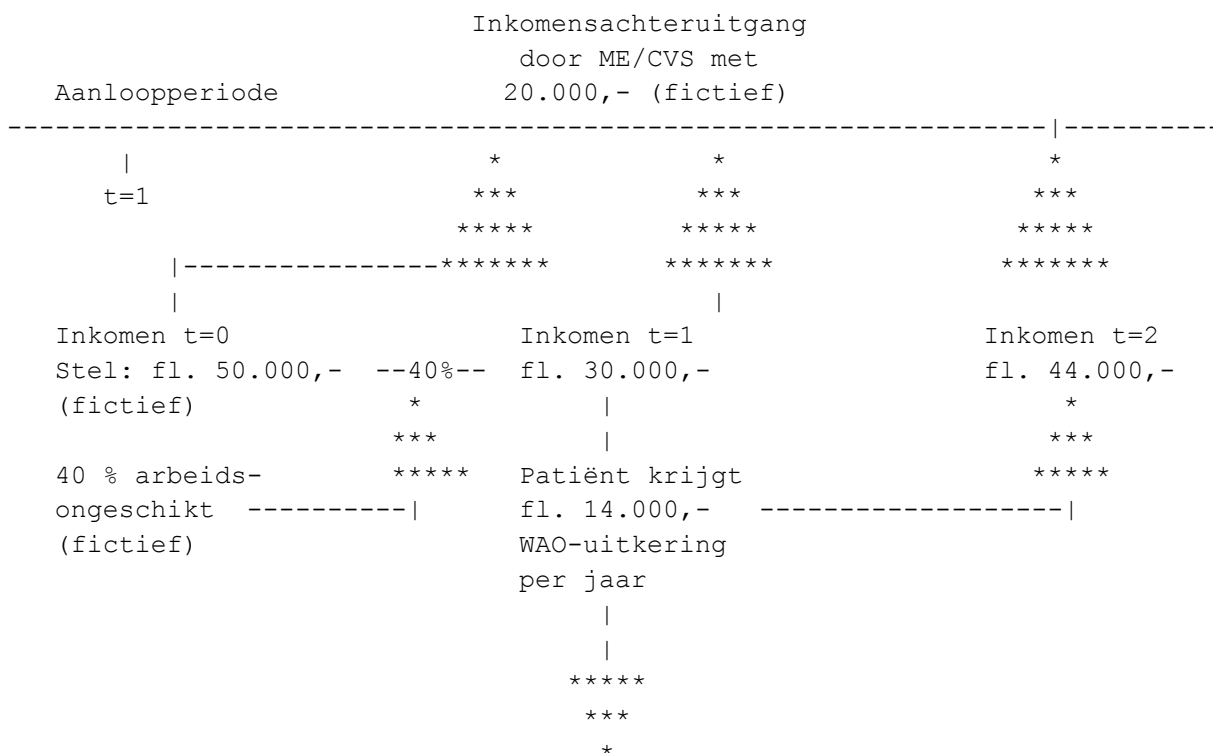 Inkomensachteruitgang
door ME/CVS met
Aanloopperiode 20.000,- (fictief)
-----------------------------------------------------------------|----------
| * * *
t=1 *** *** ***
***** ***** *****
|----------------******* ******* *******
| |
Inkomen t=0 Inkomen t=1 Inkomen t=2
Stel: fl. 50.000,- --40%-- fl. 30.000,- fl. 44.000,-
(fictief) * | *
*** | ***
40 % arbeids- ***** Patiënt krijgt *****
ongeschikt ----------| fl. 14.000,- -------------------|
(fictief) WAO-uitkering
per jaar
|
|
*****
***
*